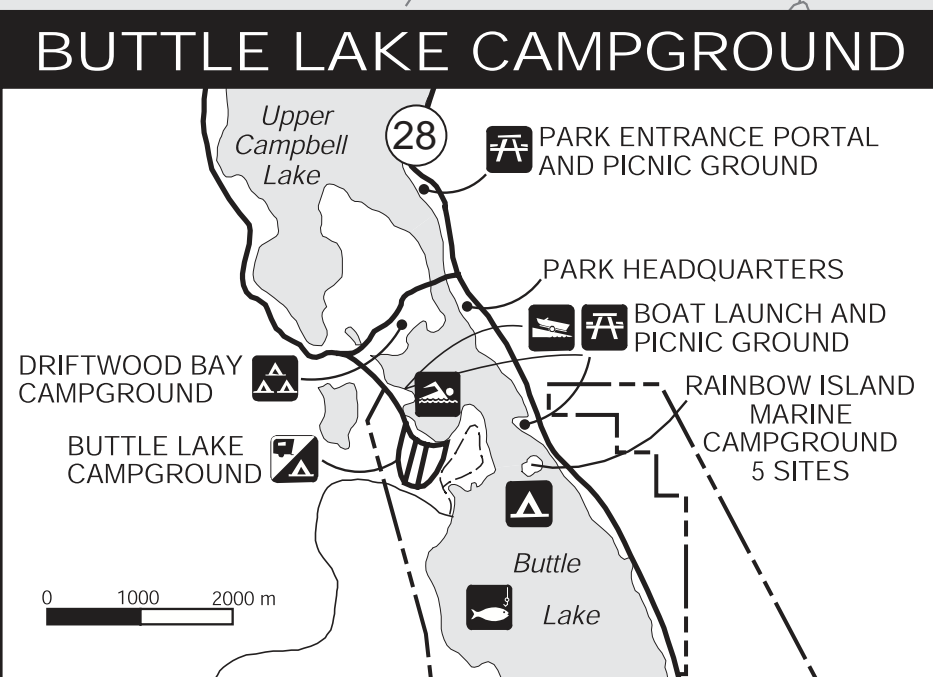 BUTTLE LAKE CAMPGROUND
Upper
Campbell
Lake
28
PARK ENTRANCE PORTAL
AND PICNIC GROUND
PARK HEADQUARTERS
BOAT LAUNCH AND
PICNIC GROUND
DRIFTWOOD BAY
CAMPGROUND
RAINBOW ISLAND
MARINE
CAMPGROUND
5 SITES
BUTTLE LAKE
CAMPGROUND
Buttle
Lake
0 1000 2000 m